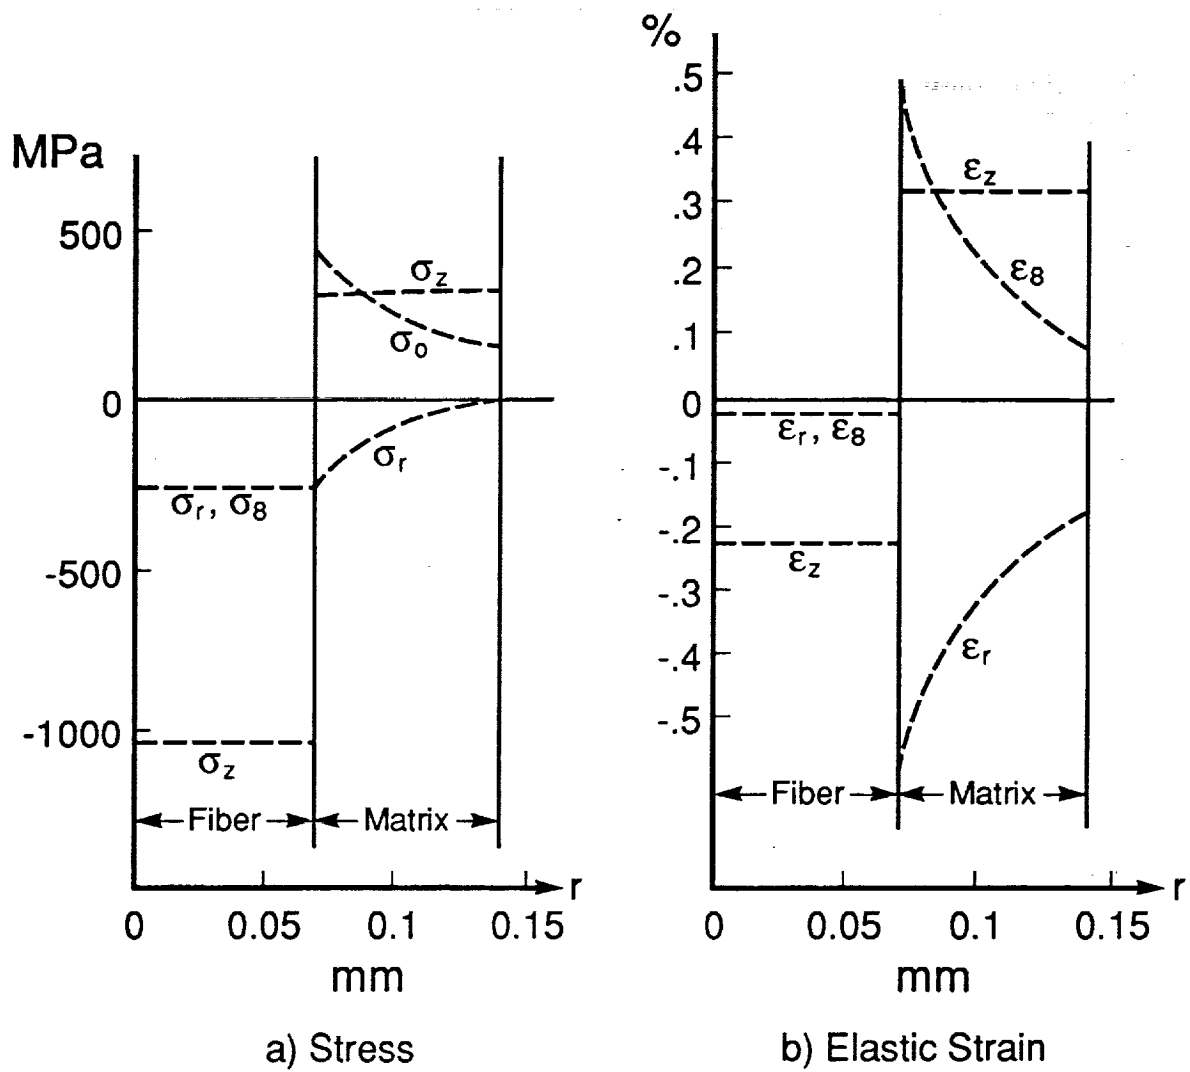 MPa
500
0
-500
-1000
σz
σo
σr
σr, σ8
σz
Fiber
Matrix
r
0
0.05
0.1
0.15
mm
a) Stress
%
.5
.4
.3
.2
.1
0
-.1
-.2
-.3
-.4
-.5
εz
ε8
εr, ε8
εz
εr
Fiber
Matrix
r
0
0.05
0.1
0.15
mm
b) Elastic Strain